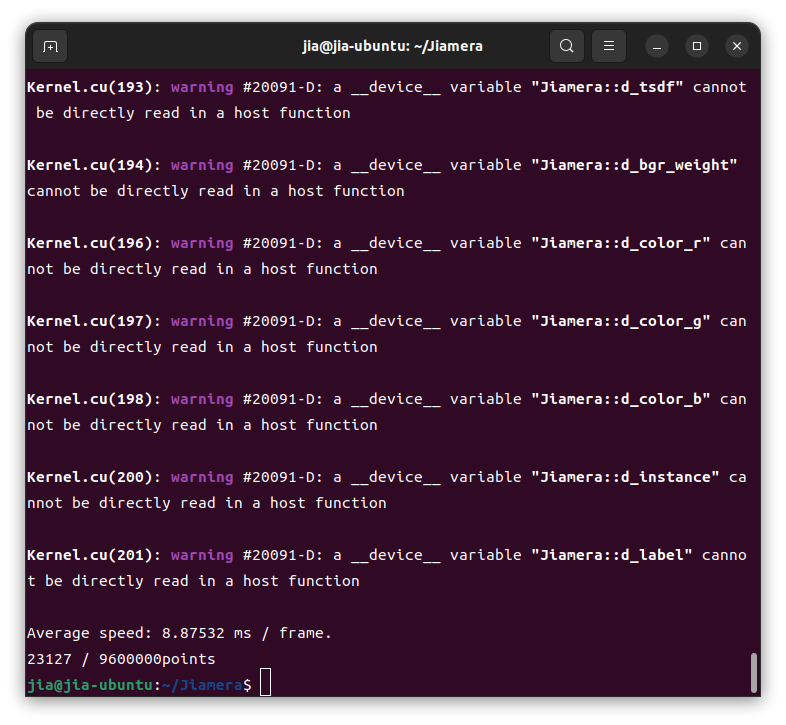 jia@jia-ubuntu: ~/Jiamera
Kernel.cu(193): warning #20091-D: a __device__ variable "Jiamera::d_tsdf" cannot
 be directly read in a host function
Kernel.cu(194): warning #20091-D: a __device__ variable "Jiamera::d_bgr_weight"
cannot be directly read in a host function
Kernel.cu(196): warning #20091-D: a __device__ variable "Jiamera::d_color_r" can
not be directly read in a host function
Kernel.cu(197): warning #20091-D: a __device__ variable "Jiamera::d_color_g" can
not be directly read in a host function
Kernel.cu(198): warning #20091-D: a __device__ variable "Jiamera::d_color_b" can
not be directly read in a host function
Kernel.cu(200): warning #20091-D: a __device__ variable "Jiamera::d_instance" ca
nnot be directly read in a host function
Kernel.cu(201): warning #20091-D: a __device__ variable "Jiamera::d_label" canno
t be directly read in a host function
Average speed: 8.87532 ms / frame.
23127 / 9600000points
jia@jia-ubuntu:~/Jiamera$